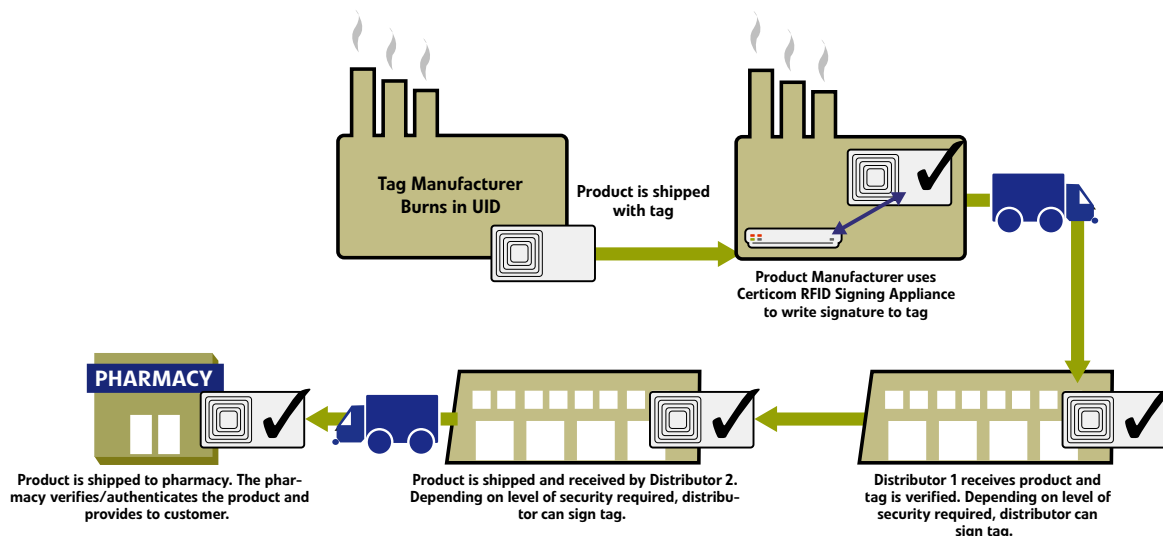 Tag Manufacturer
Burns in UID
Product is shipped
with tag
Product Manufacturer uses
Certicom RFID Signing Appliance
to write signature to tag
Distributor 1 receives product and
tag is verified. Depending on level of
security required, distributor can
sign tag.
Product is shipped and received by Distributor 2.
Depending on level of security required, distribu-
tor can sign tag.
PHARMACY
Product is shipped to pharmacy. The phar-
macy verifies/authenticates the product and
provides to customer.